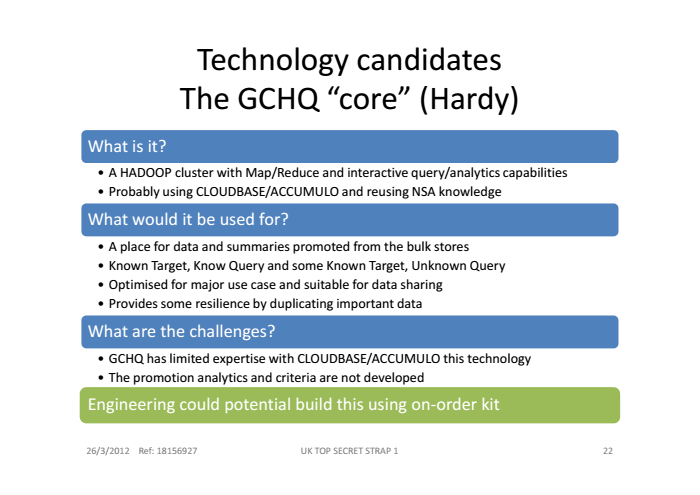 Technology candidates
The GCHQ “core” (Hardy)
What is it?
• A HADOOP cluster with Map/Reduce and interactive query/analytics capabilities
• Probably using CLOUDBASE/ACCUMULO and reusing NSA knowledge
What would it be used for?
• A place for data and summaries promoted from the bulk stores
• Known Target, Know Query and some Known Target, Unknown Query
• Optimised for major use case and suitable for data sharing
• Provides some resilience by duplicating important data
What are the challenges?
• GCHQ has limited expertise with CLOUDBASE/ACCUMULO this technology
• The promotion analytics and criteria are not developed
Engineering could potential build this using on-order kit
26/3/2012 Ref: 18156927 UK TOP SECRET STRAP 1 22